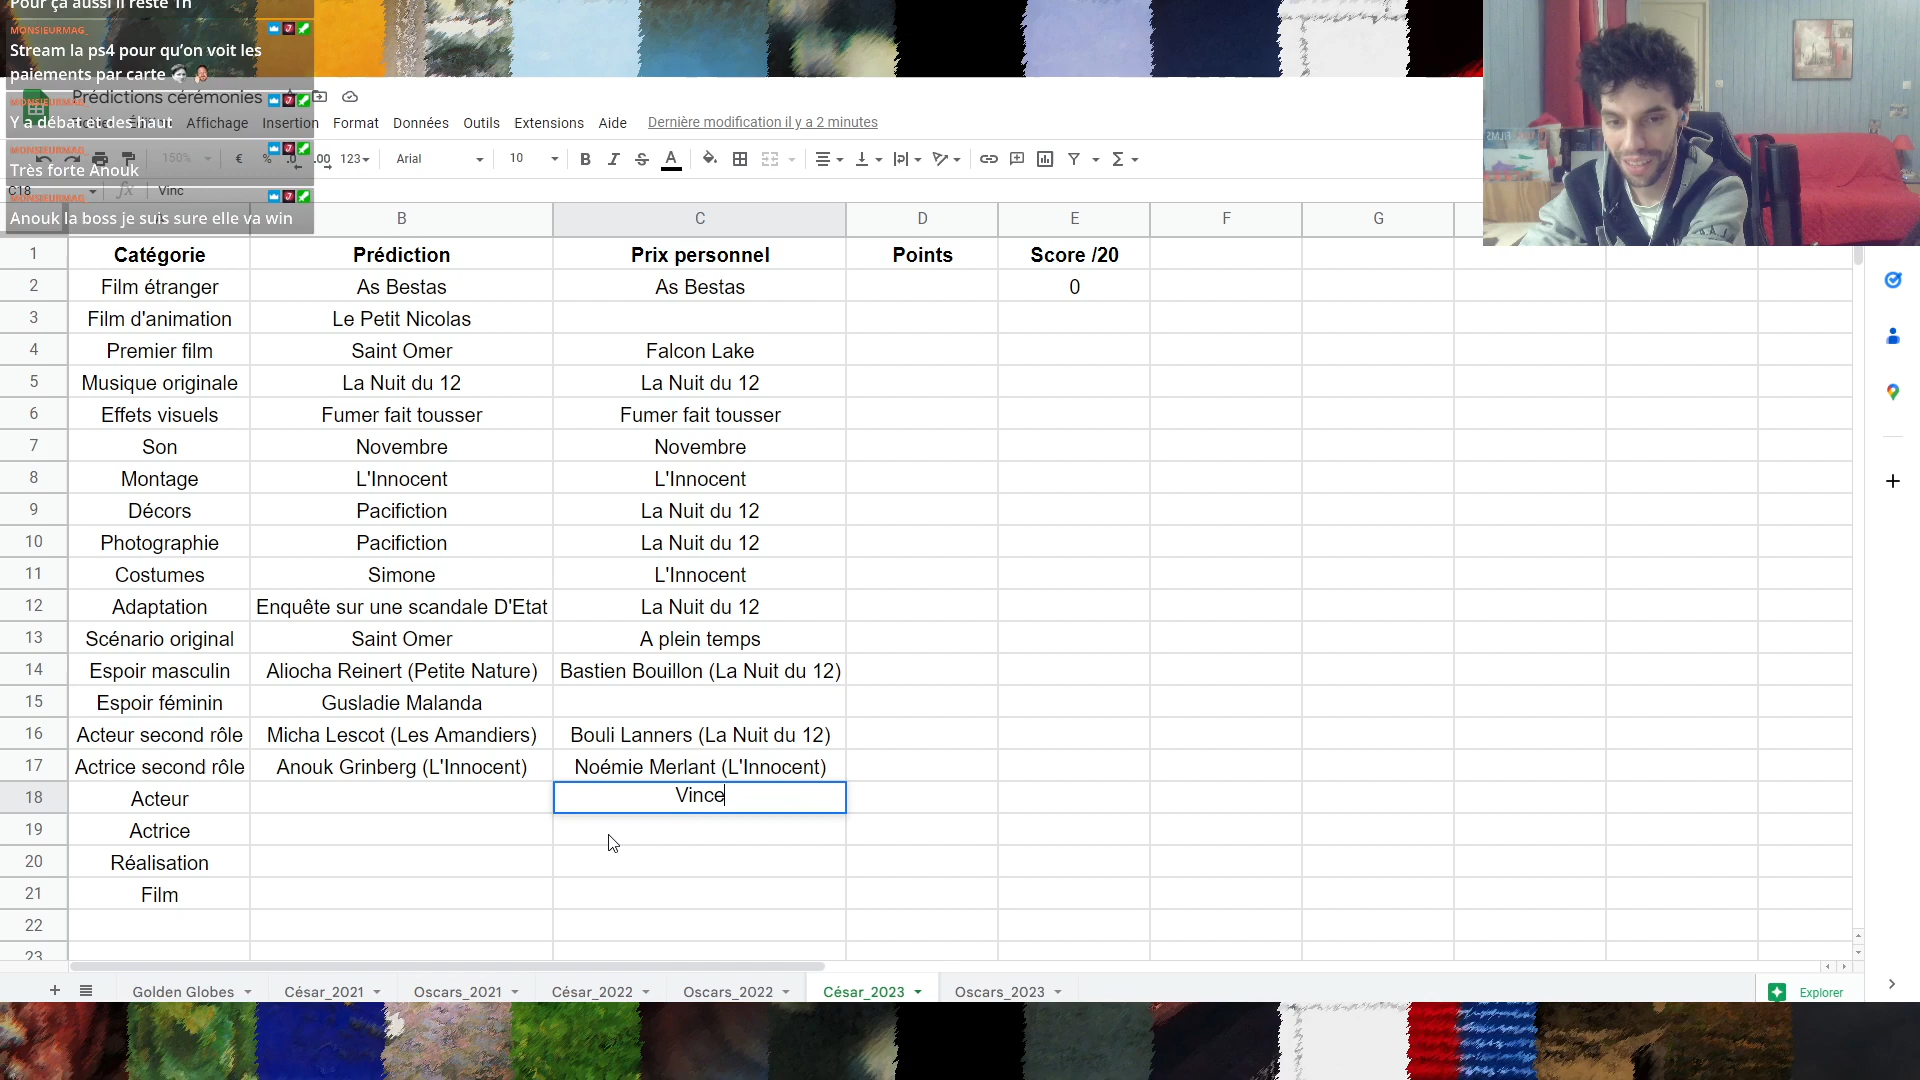 Pour ça aussi il reste 1h
MONSIEURMAG_
Stream la ps4 pour qu'on voit les
paiements par carte
MONSIEURMAG_
Y a débat et des haut
MONSIEURMAG_
Très forte Anouk
MONSIEURMAG_
Anouk la boss je suis sure elle va win
Prédictions cérémonies
Affichage Insertion Format Données Outils Extensions Aide Dernière modification il y a 2 minutes
150% € % .0 .00 123 Arial 10 B I S A
C18 fx Vinc
B C D E F G
1 Catégorie Prédiction Prix personnel Points Score /20
2 Film étranger As Bestas As Bestas 0
3 Film d'animation Le Petit Nicolas
4 Premier film Saint Omer Falcon Lake
5 Musique originale La Nuit du 12 La Nuit du 12
6 Effets visuels Fumer fait tousser Fumer fait tousser
7 Son Novembre Novembre
8 Montage L'Innocent L'Innocent
9 Décors Pacifiction La Nuit du 12
10 Photographie Pacifiction La Nuit du 12
11 Costumes Simone L'Innocent
12 Adaptation Enquête sur une scandale D'Etat La Nuit du 12
13 Scénario original Saint Omer A plein temps
14 Espoir masculin Aliocha Reinert (Petite Nature) Bastien Bouillon (La Nuit du 12)
15 Espoir féminin Gusladie Malanda
16 Acteur second rôle Micha Lescot (Les Amandiers) Bouli Lanners (La Nuit du 12)
17 Actrice second rôle Anouk Grinberg (L'Innocent) Noémie Merlant (L'Innocent)
18 Acteur Vince
19 Actrice
20 Réalisation
21 Film
22
23
Golden Globes César_2021 Oscars_2021 César_2022 Oscars_2022 César_2023 Oscars_2023 Explorer